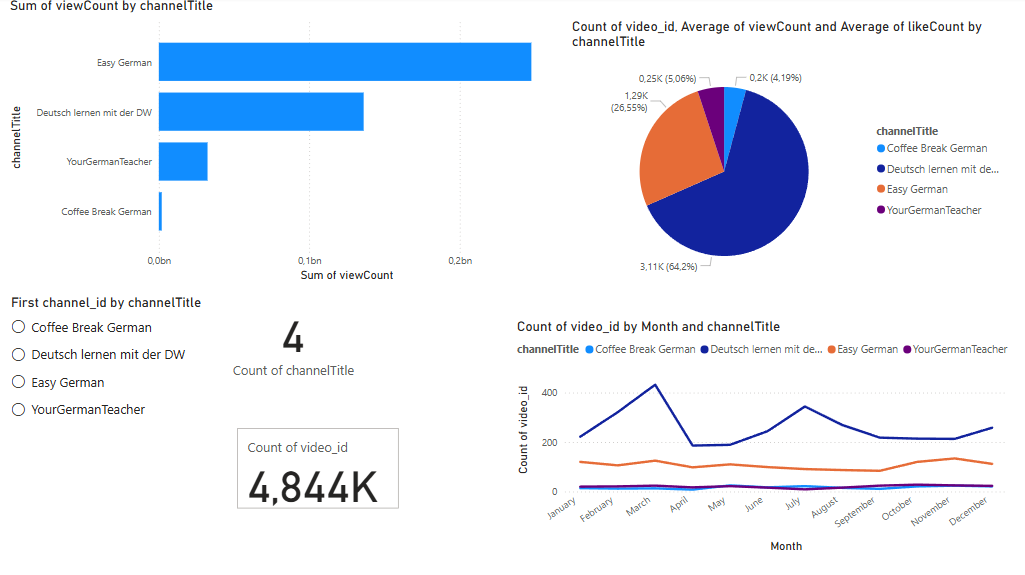 Sum of viewCount by channelTitle
channelTitle
Easy German
Deutsch lernen mit der DW
YourGermanTeacher
Coffee Break German
0,0bn 0,1bn 0,2bn
Sum of viewCount
Count of video_id, Average of viewCount and Average of likeCount by
channelTitle
0,25K (5,06%)
0,2K (4,19%)
1,29K
(26,55%)
3,11K (64,2%)
channelTitle
Coffee Break German
Deutsch lernen mit de...
Easy German
YourGermanTeacher
First channel_id by channelTitle
Coffee Break German
Deutsch lernen mit der DW
Easy German
YourGermanTeacher
4
Count of channelTitle
Count of video_id
4,844K
Count of video_id by Month and channelTitle
channelTitle Coffee Break German Deutsch lernen mit de... Easy German YourGermanTeacher
Count of video_id
400
200
0
January February March April May June July August September October November December
Month